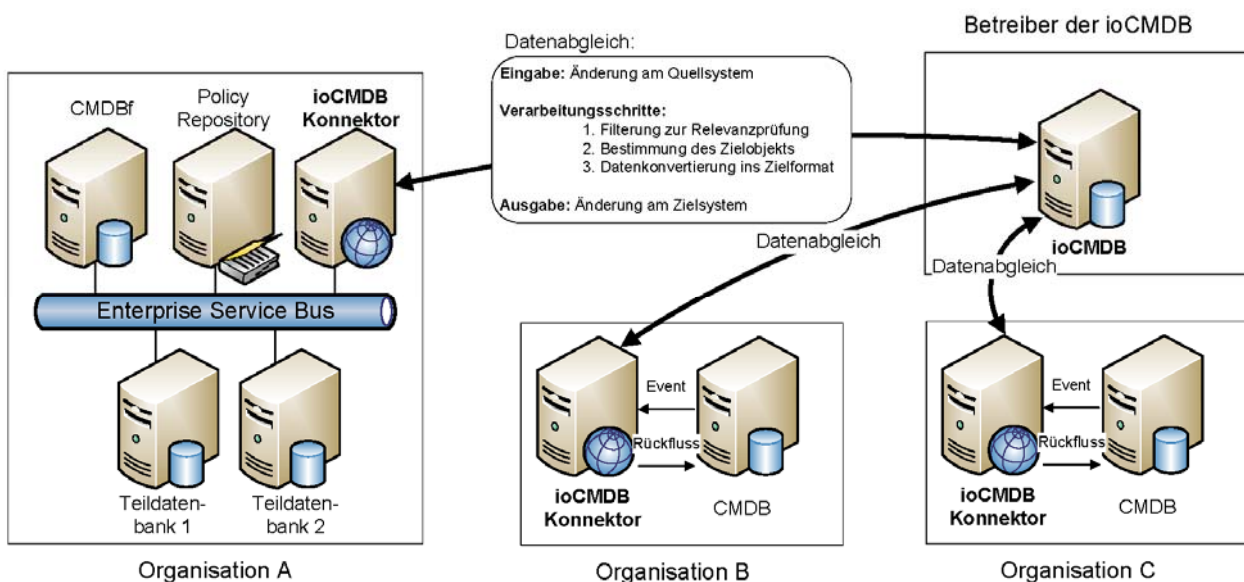 Betreiber der ioCMDB
Datenabgleich:
Eingabe: Änderung am Quellsystem
Verarbeitungsschritte:
1. Filterung zur Relevanzprüfung
2. Bestimmung des Zielobjekts
3. Datenkonvertierung ins Zielformat
Ausgabe: Änderung am Zielsystem
CMDBf
Policy
Repository
ioCMDB
Konnektor
Enterprise Service Bus
Teildaten-
bank 1
Teildaten-
bank 2
Organisation A
ioCMDB
Datenabgleich
Datenabgleich
Event
Rückfluss
ioCMDB
Konnektor
CMDB
Organisation B
Event
Rückfluss
ioCMDB
Konnektor
CMDB
Organisation C